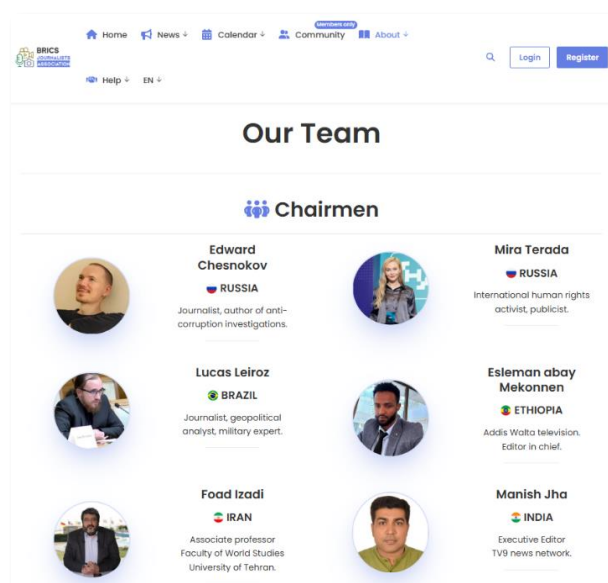 Members only
Home News Calendar Community About
BRICS
JOURNALISTS
ASSOCIATION
Login Register
Help EN
Our Team
Chairmen
Edward
Chesnokov
RUSSIA
Journalist, author of anti-
corruption investigations.
Mira Terada
RUSSIA
International human rights
activist, publicist.
Lucas Leiroz
BRAZIL
Journalist, geopolitical
analyst, military expert.
Esleman abay
Mekonnen
ETHIOPIA
Addis Walta television.
Editor in chief.
Foad Izadi
IRAN
Associate professor
Faculty of World Studies
University of Tehran.
Manish Jha
INDIA
Executive Editor
TV9 news network.